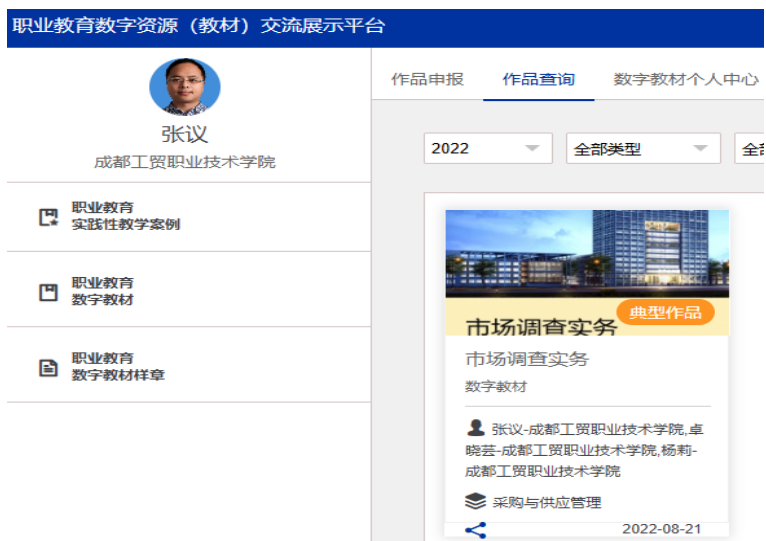 职业教育数字资源（教材）交流展示平台
张议
成都工贸职业技术学院
职业教育
实践性教学案例
职业教育
数字教材
职业教育
数字教材样章
作品申报 作品查询 数字教材个人中心
2022 全部类型 全部
典型作品
市场调查实务
市场调查实务
数字教材
张议-成都工贸职业技术学院,卓
晓芸-成都工贸职业技术学院,杨莉-
成都工贸职业技术学院
采购与供应管理
2022-08-21